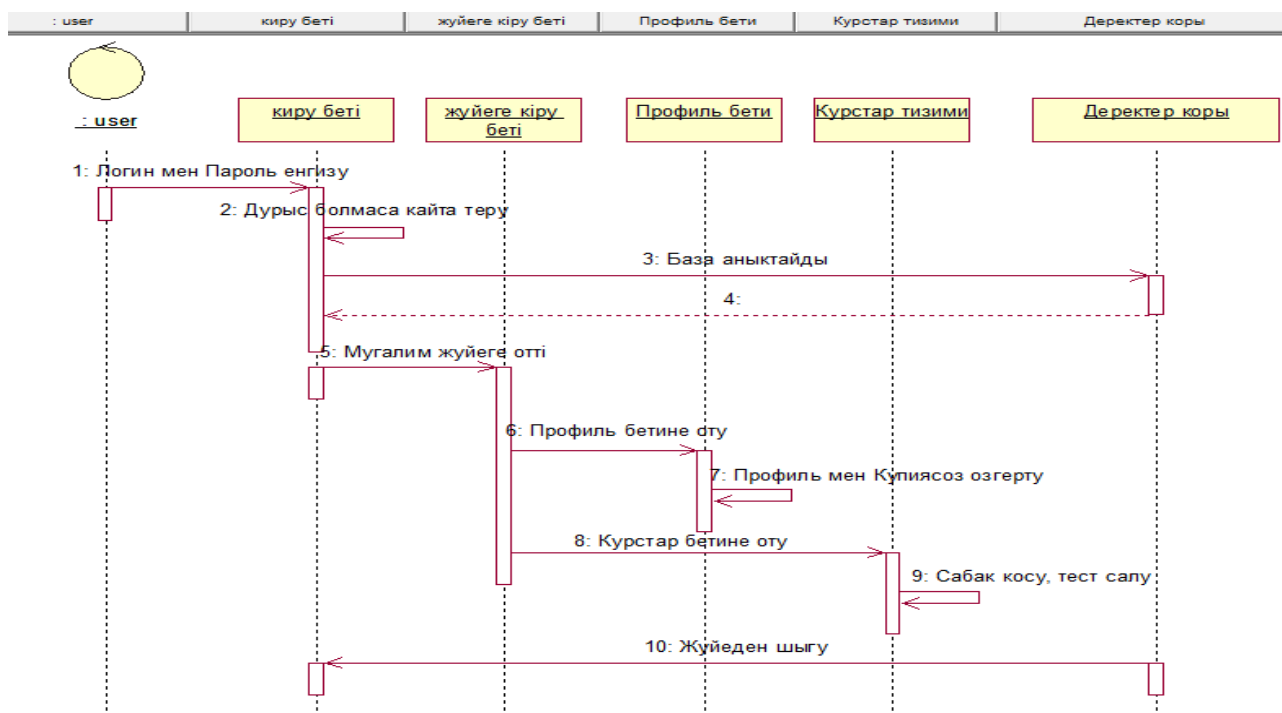 : user
киру беті
жуйеге кіру беті
Профиль бети
Курстар тизими
Деректер коры
: user
киру беті
жуйеге кіру
беті
Профиль бети
Курстар тизими
Деректер коры
1: Логин мен Пароль енгизу
2: Дурыс болмаса кайта теру
3: База аныктайды
4:
5: Мугалим жуйеге отті
6: Профиль бетине оту
7: Профиль мен Купиясоз озгерту
8: Курстар бетине оту
9: Сабак косу, тест салу
10: Жуйеден шыгу